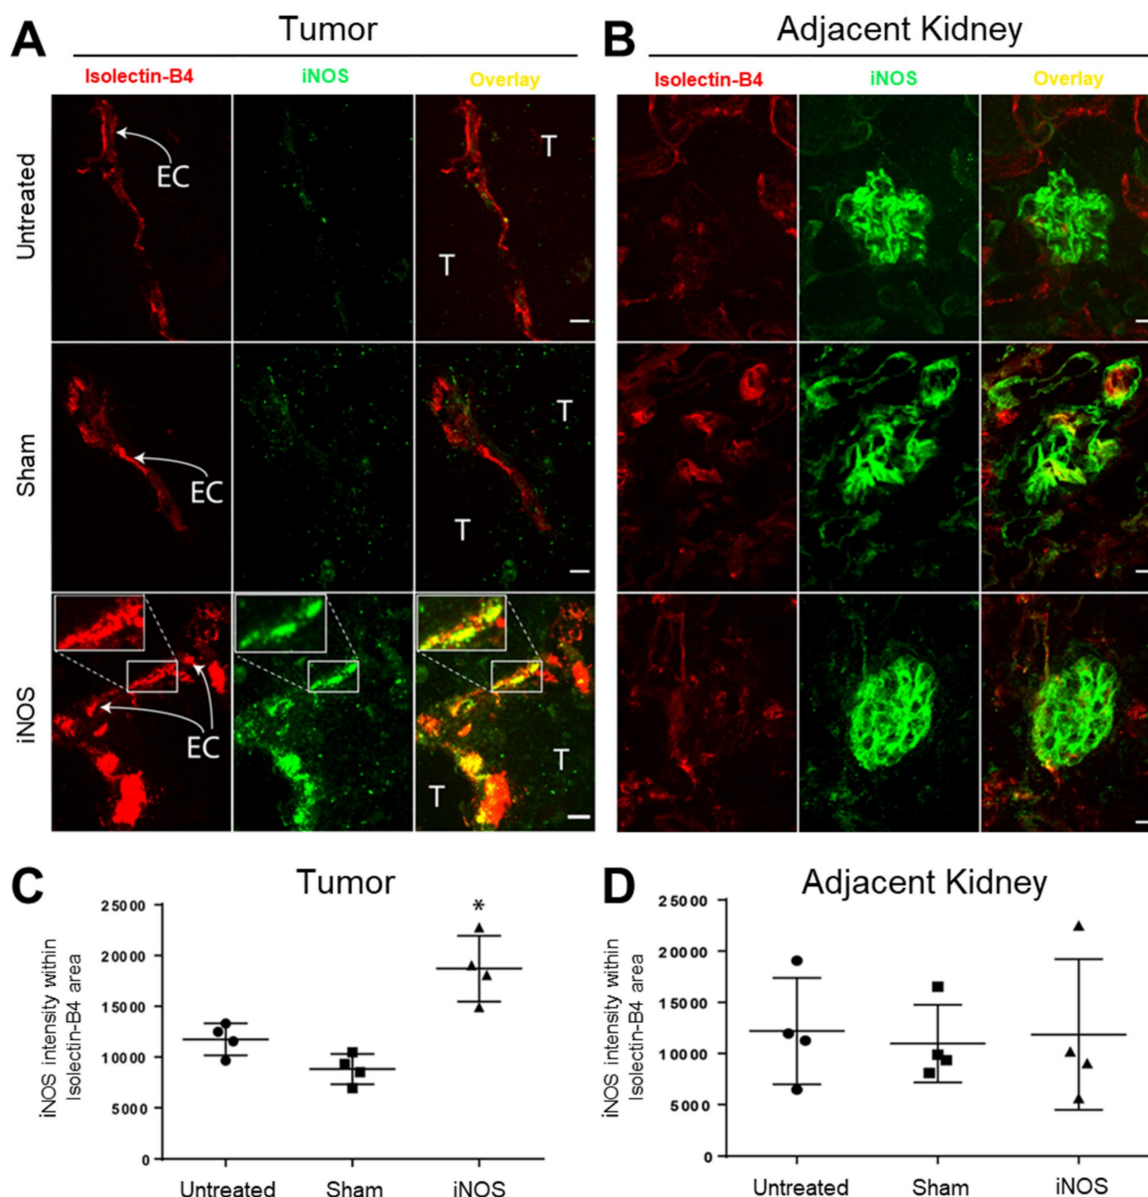 A
Tumor
Isolectin-B4
iNOS
Overlay
Untreated
EC
T
T
Sham
EC
T
T
iNOS
EC
T
T
B
Adjacent Kidney
Isolectin-B4
iNOS
Overlay
C
Tumor
*
25000
20000
15000
10000
5000
0
iNOS intensity within
Isolectin-B4 area
Untreated
Sham
iNOS
D
Adjacent Kidney
25000
20000
15000
10000
5000
0
iNOS intensity within
Isolectin-B4 area
Untreated
Sham
iNOS